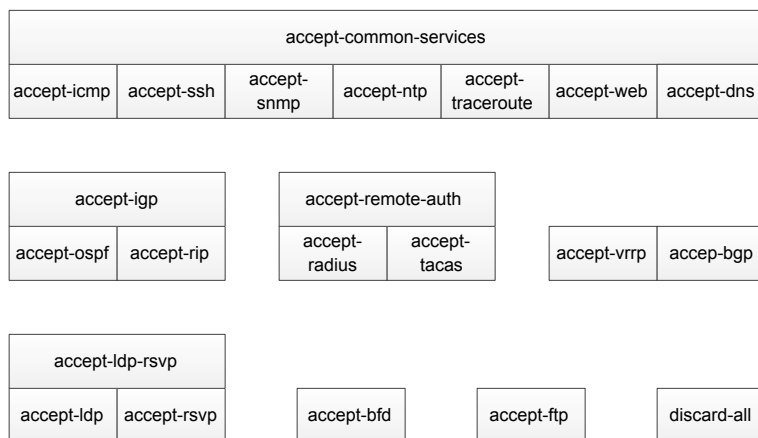 accept-common-services
accept-icmp accept-ssh accept-snmp accept-ntp accept-traceroute accept-web accept-dns
accept-igp accept-remote-auth
accept-ospf accept-rip accept-radius accept-tacas accept-vrrp accep-bgp
accept-ldp-rsvp
accept-ldp accept-rsvp accept-bfd accept-ftp discard-all